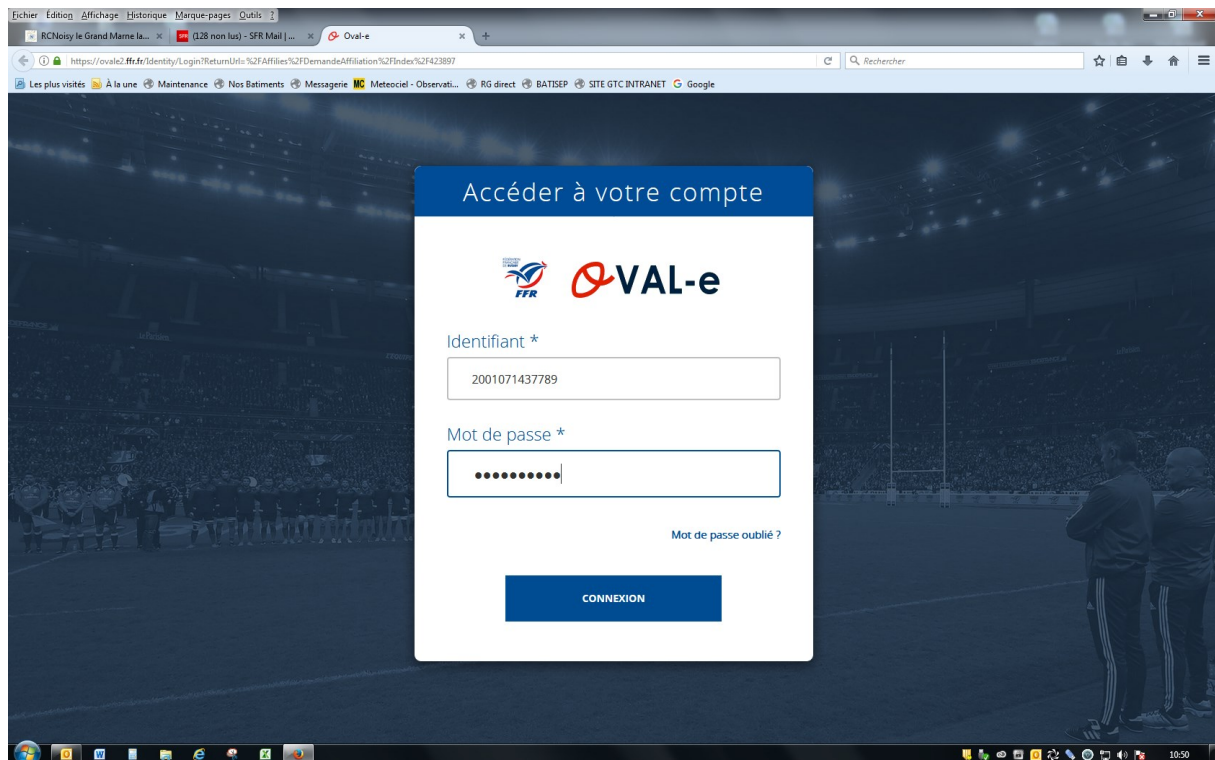 Fichier Édition Affichage Historique Marque-pages Outils ?
RCNoisy le Grand Marne la... × SFR (128 non lus) - SFR Mail | ... × Oval-e × +
https://ovale2.ffr.fr/Identity/Login?ReturnUrl=%2FAffilies%2FDemandeAffiliation%2FIndex%2F423897 Rechercher
Les plus visités À la une Maintenance Nos Batiments Messagerie MC Meteociel - Observati... RG direct BATISEP SITE GTC INTRANET G Google
Accéder à votre compte
FFR OVAL-e
Identifiant *
2001071437789
Mot de passe *
●●●●●●●●●●
Mot de passe oublié ?
CONNEXION
10:50